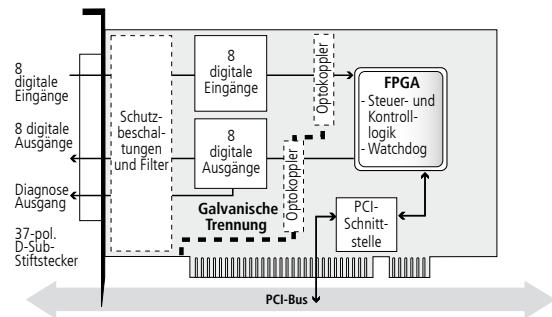 8
digitale
Eingänge
8 digitale
Ausgänge
Diagnose
Ausgang
37-pol.
D-Sub-
Stiftstecker
Schutz-
beschal-
tungen
und Filter
8
digitale
Eingänge
8
digitale
Ausgänge
Optokoppler
Optokoppler
Galvanische
Trennung
FPGA
- Steuer- und
Kontroll-
logik
- Watchdog
PCI-
Schnitt-
stelle
PCI-Bus